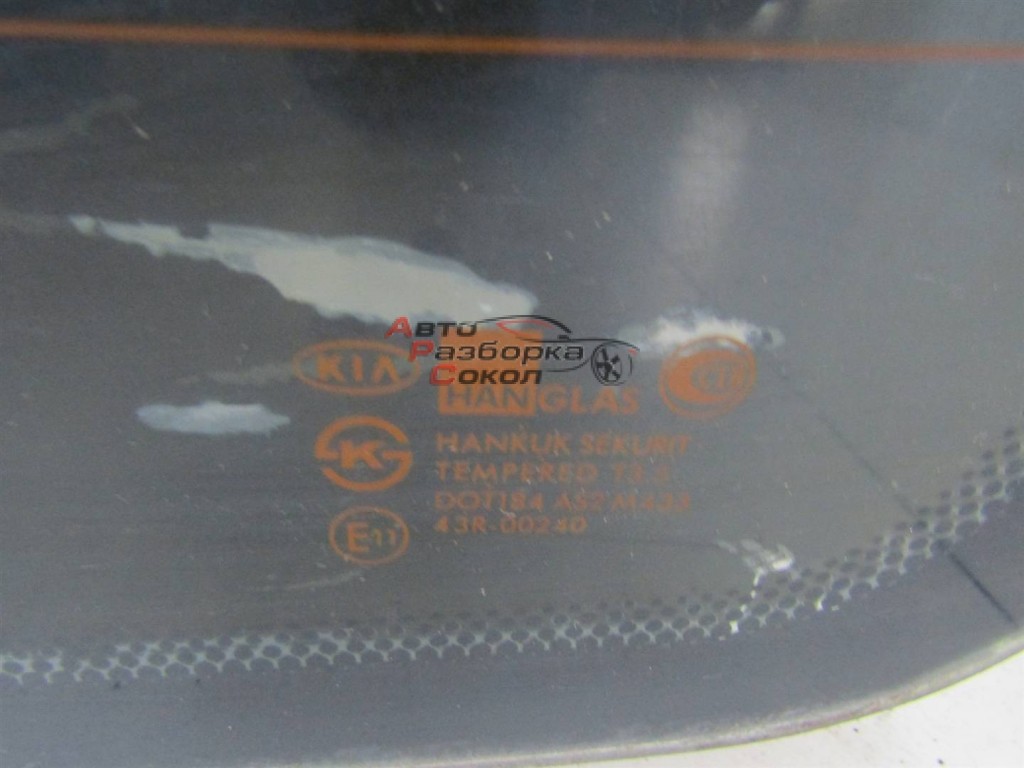 Авто
Разборка
Сокол
KIA
HANGLAS
K
HANKUK SEKURIT
TEMPERED T3.2
DOT184 AS2 M433
E11
43R-00240